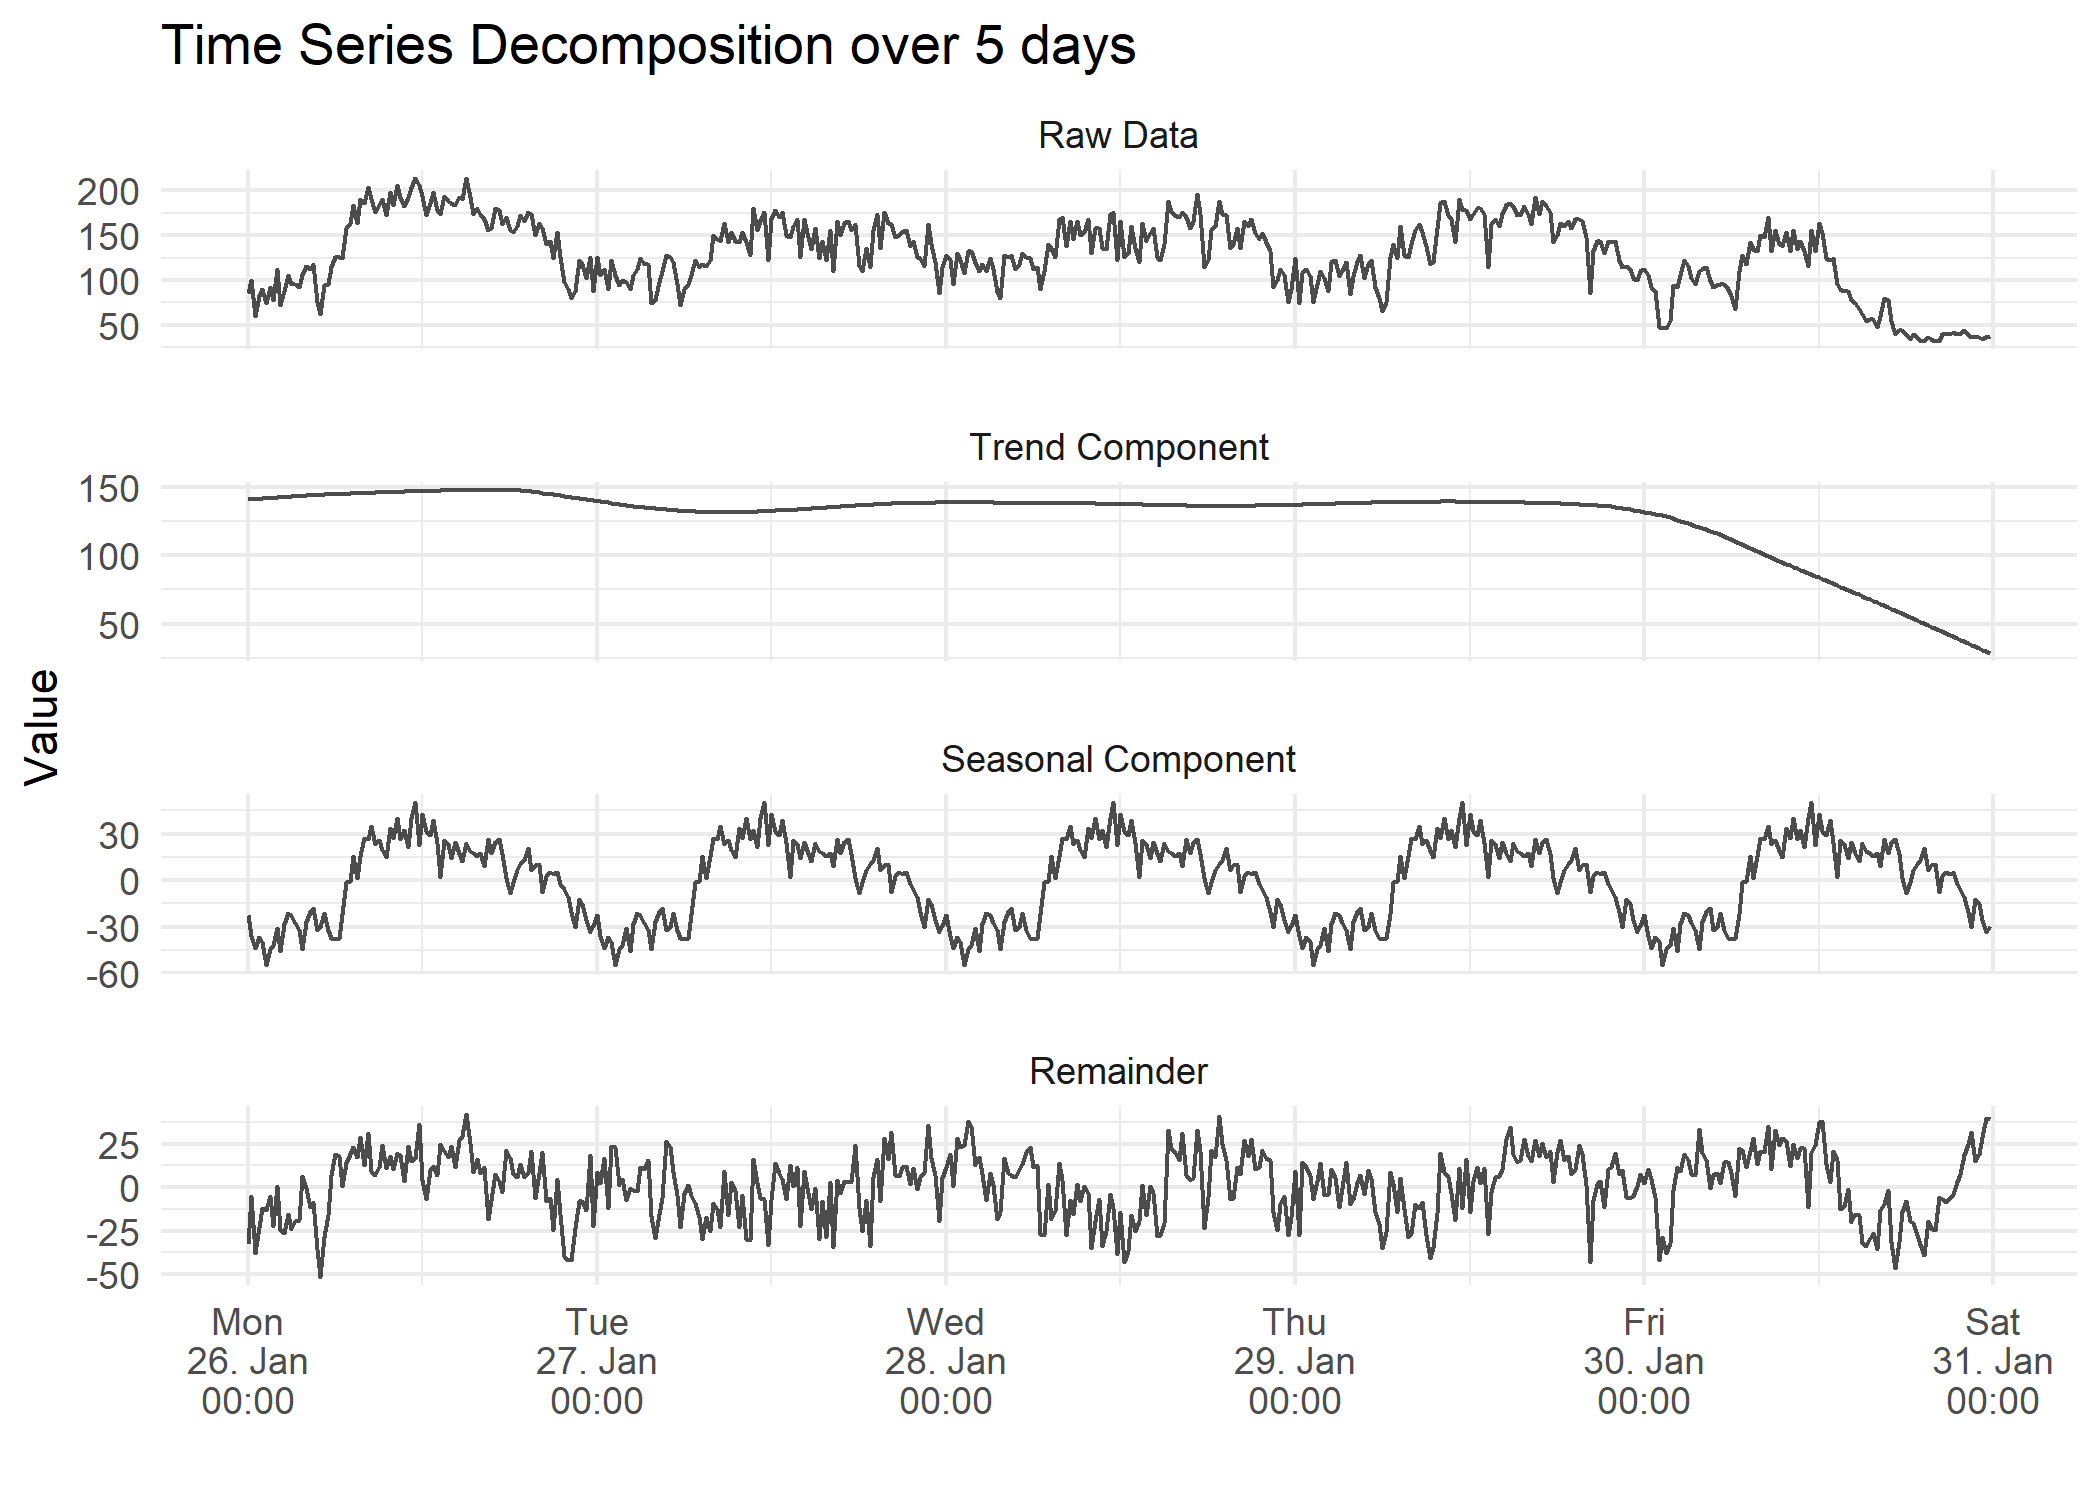 Time Series Decomposition over 5 days
Raw Data
200
150
100
50
Trend Component
150
100
50
Value
Seasonal Component
30
0
-30
-60
Remainder
25
0
-25
-50
Mon Tue Wed Thu Fri Sat
26. Jan 27. Jan 28. Jan 29. Jan 30. Jan 31. Jan
00:00 00:00 00:00 00:00 00:00 00:00